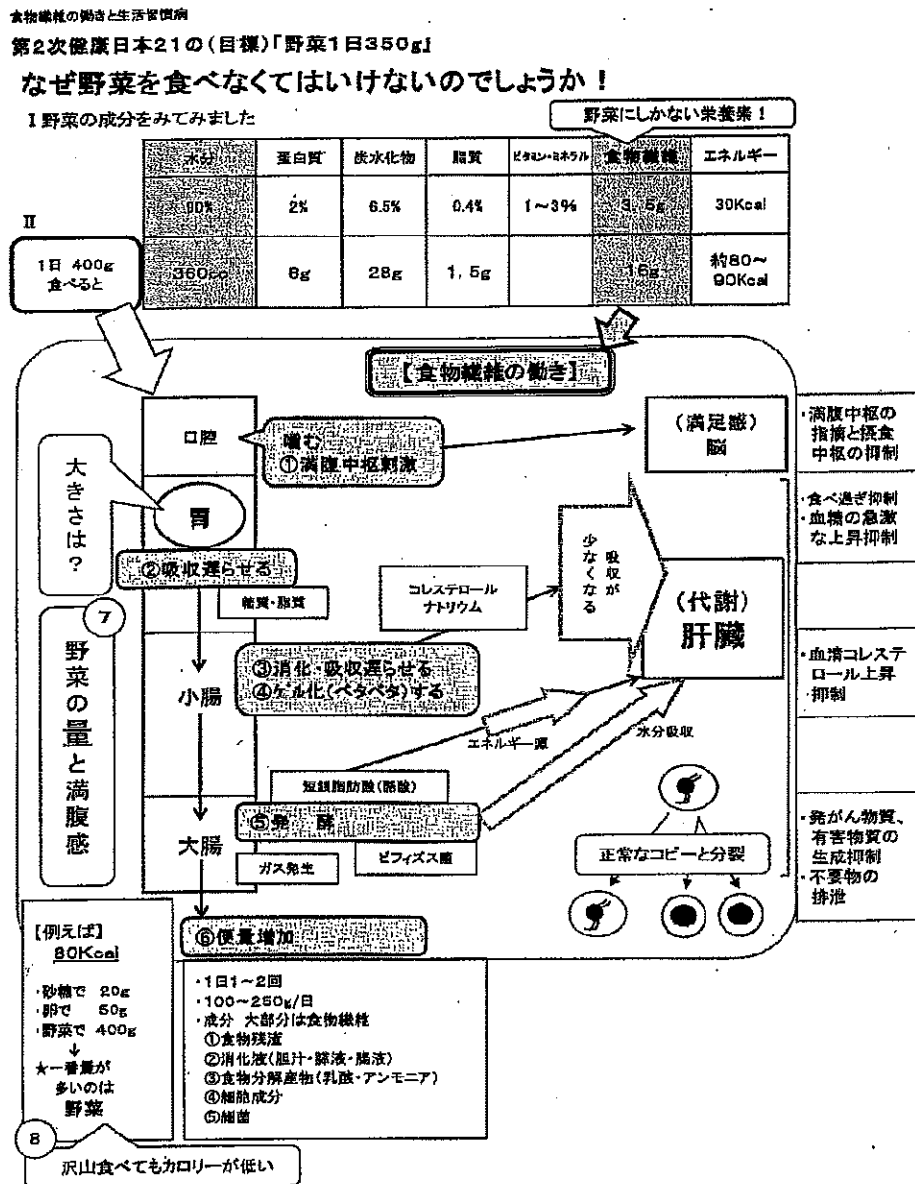 食物繊維の働きと生活習慣病
第2次健康日本21の(目標)「野菜1日350g」
なぜ野菜を食べなくてはいけないのでしょうか！
Ⅰ野菜の成分をみてみました
野菜にしかない栄養素！
水分 蛋白質 炭水化物 脂質 ビタミン・ミネラル 食物繊維 エネルギー
90% 2% 6.5% 0.4% 1～3% 3.5g 30Kcal
Ⅱ
1日 400g
食べると
360cc 8g 28g 1.5g 16g 約80～
90Kcal
【食物繊維の働き】
口腔
噛む
①満腹中枢刺激
(満足感)
脳
・満腹中枢の
指摘と摂食
中枢の抑制
大きさは？
胃
②吸収遅らせる
糖質・脂質
コレステロール
ナトリウム
吸収が
少なくなる
(代謝)
肝臓
・食べ過ぎ抑制
・血糖の急激
な上昇抑制
7
野菜の量と満腹感
小腸
③消化・吸収遅らせる
④ゲル化(ベタベタ)する
・血清コレステ
ロール上昇
抑制
エネルギー源
水分吸収
短鎖脂肪酸(酪酸)
大腸
⑤発 酵
ガス発生
ビフィズス菌
正常なコピーと分裂
・発がん物質、
有害物質の
生成抑制
・不要物の
排泄
⑥便量増加
【例えば】
80Kcal
・砂糖で 20g
・卵で 50g
・野菜で 400g
↓
★一番量が
多いのは
野菜
・1日1～2回
・100～250g/日
・成分 大部分は食物繊維
①食物残渣
②消化液(胆汁・膵液・腸液)
③食物分解産物(乳酸・アンモニア)
④細胞成分
⑤細菌
8
沢山食べてもカロリーが低い